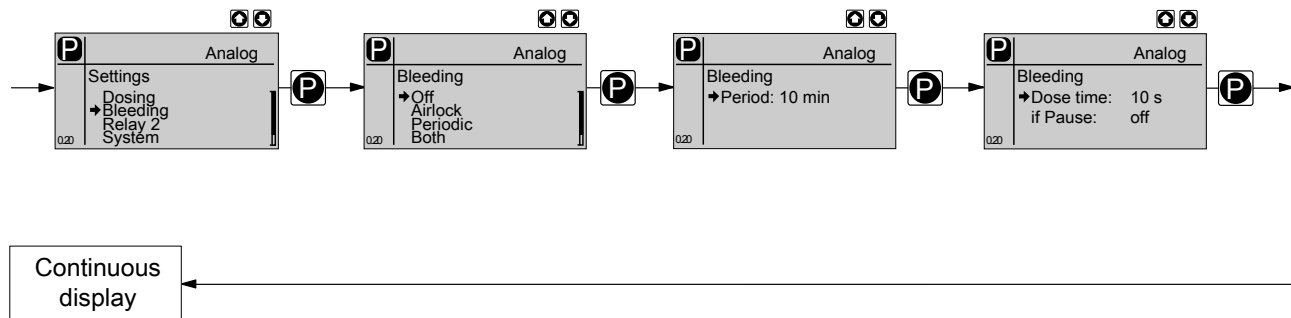 P Analog
Settings
Dosing
➔Bleeding
Relay 2
System
0.20
P
P Analog
Bleeding
➔Off
Airlock
Periodic
Both
0.20
P
P Analog
Bleeding
➔Period: 10 min
0.20
P
P Analog
Bleeding
➔Dose time: 10 s
if Pause: off
0.20
P
Continuous
display